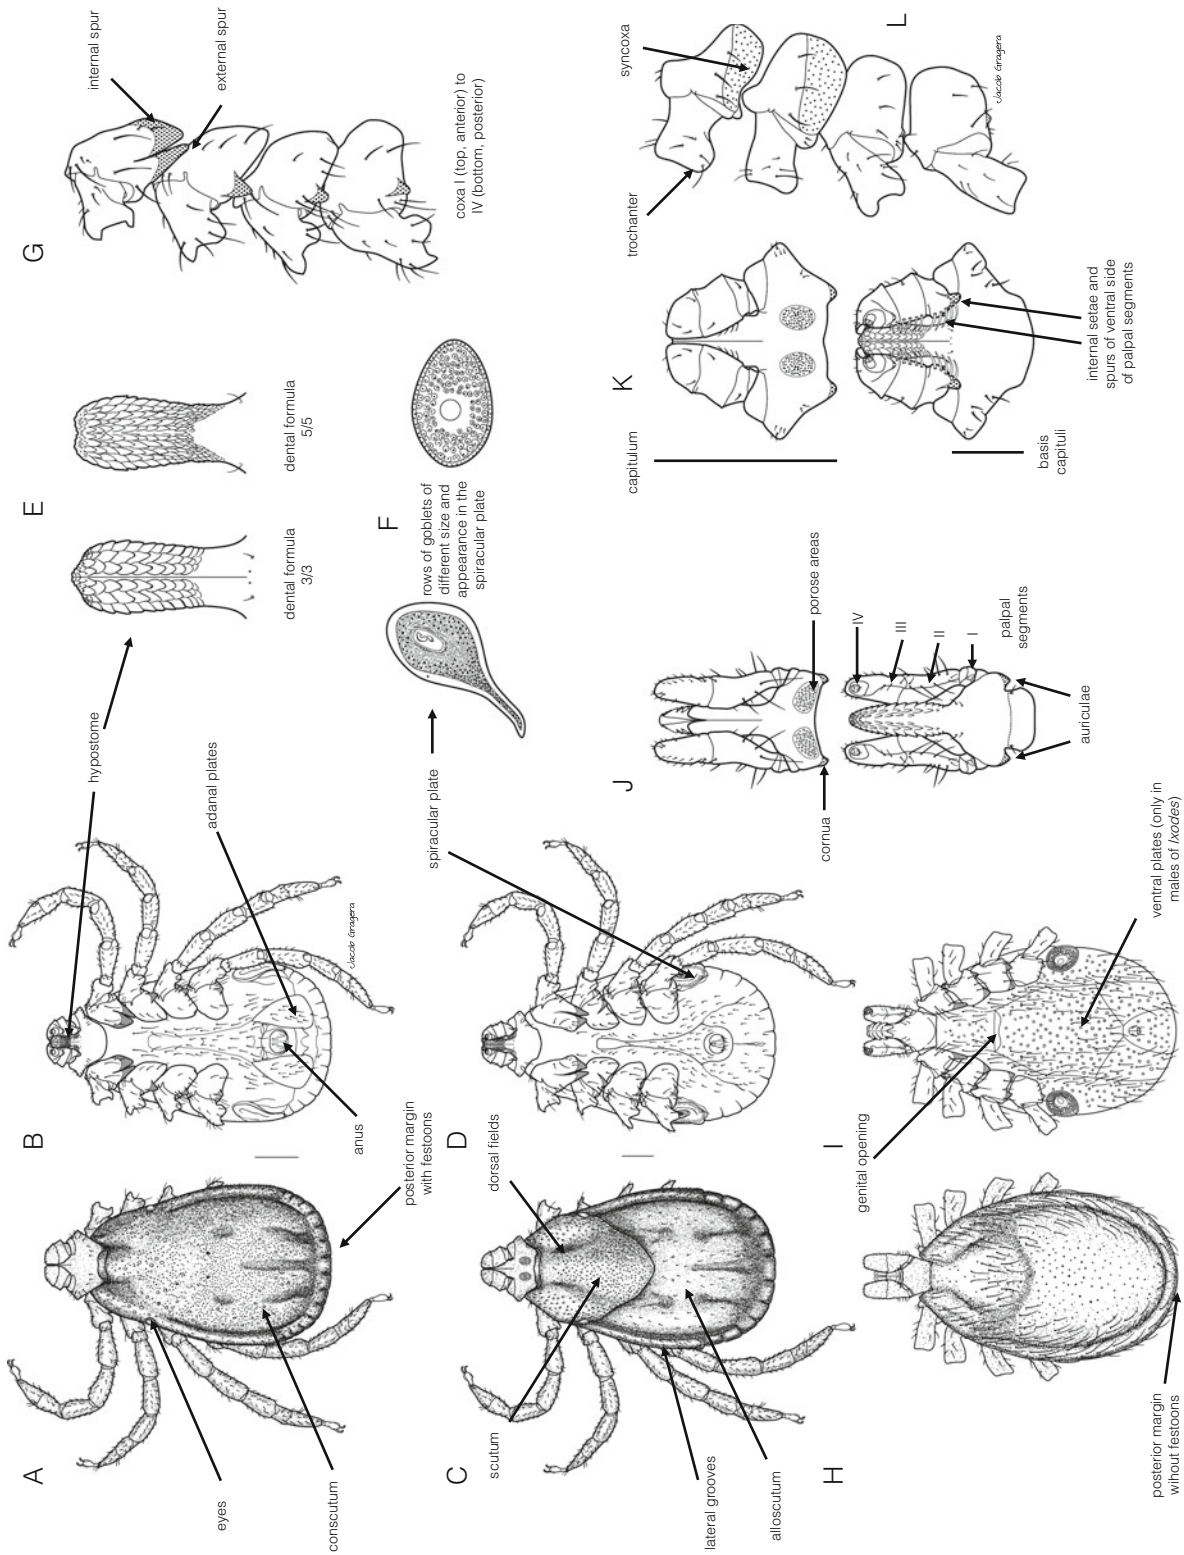 A
eyes
conscutum
B
anus
posterior margin
with festoons
hypostome
adanal plates
Jacob Gragera
E
dental formula
3/3
dental formula
5/5
G
internal spur
external spur
coxa I (top, anterior) to
IV (bottom, posterior)
C
scutum
lateral grooves
alloscutum
D
dorsal fields
spiracular plate
F
rows of goblets of
different size and
appearance in the
spiracular plate
H
posterior margin
wihout festoons
I
genital opening
ventral plates (only in
males of Ixodes)
J
cornua
porose areas
IV
III
II
I
palpal
segments
auriculae
K
capitulum
basis
capituli
internal setae and
spurs of ventral side
of palpal segments
L
trochanter
syncoxa
Jacob Gragera